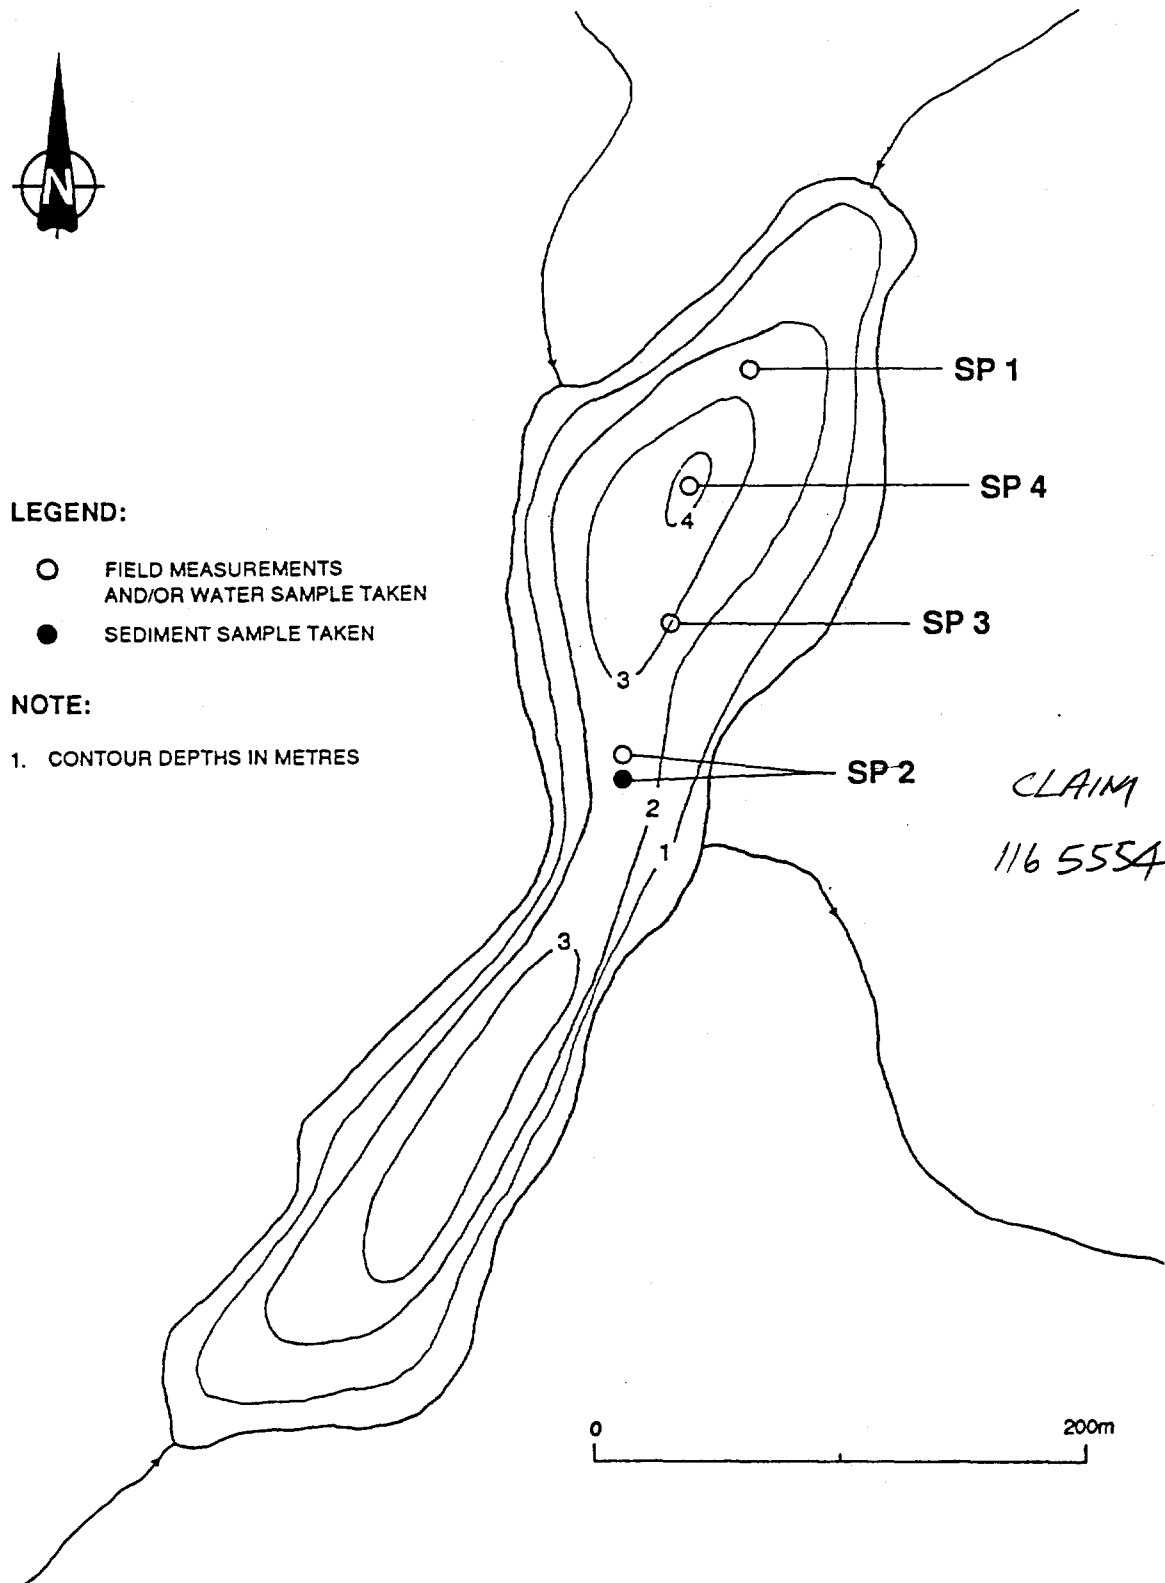 N
SP 1
SP 4
4
LEGEND:
FIELD MEASUREMENTS
AND/OR WATER SAMPLE TAKEN
SEDIMENT SAMPLE TAKEN
SP 3
3
NOTE:
1. CONTOUR DEPTHS IN METRES
SP 2
CLAIM
116 5554
2
1
3
0 200m